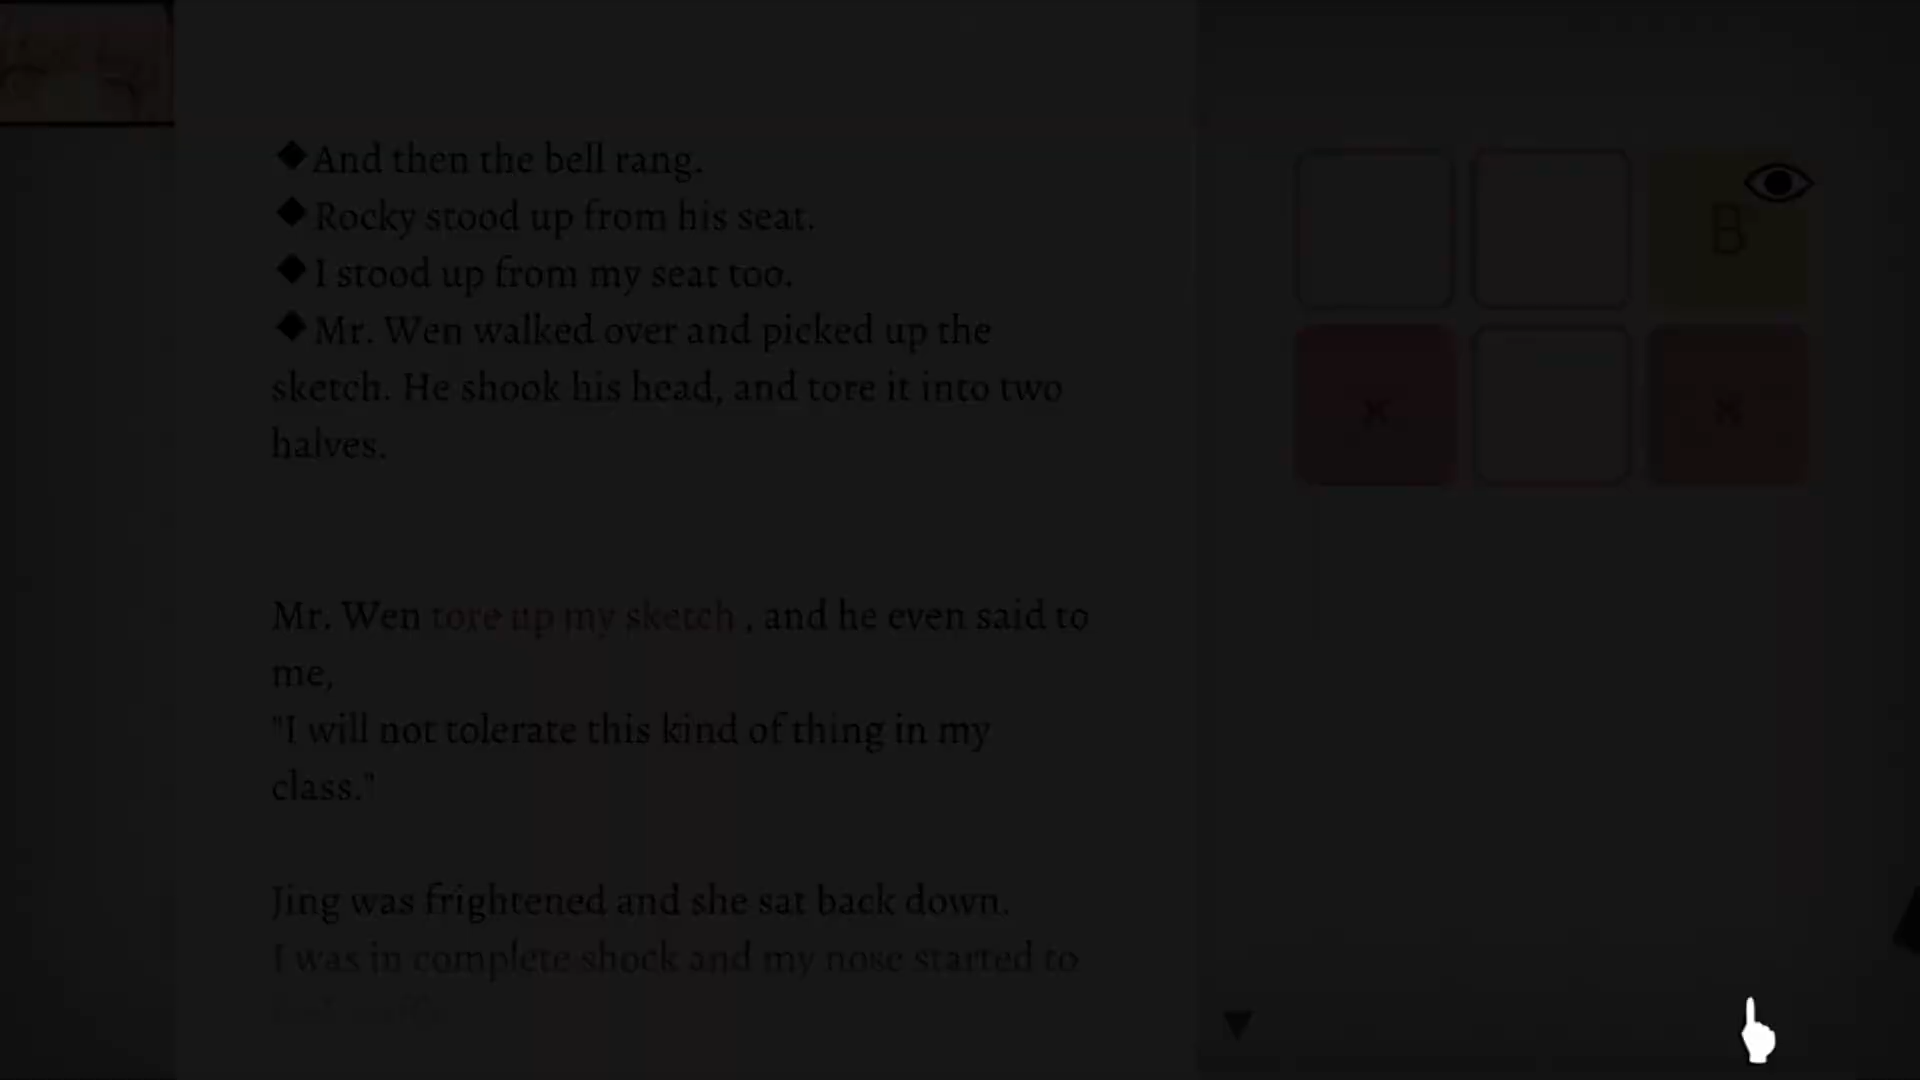 ◆And then the bell rang.
◆Rocky stood up from his seat.
◆I stood up from my seat too.
◆Mr. Wen walked over and picked up the
sketch. He shook his head, and tore it into two
halves.
Mr. Wen tore up my sketch , and he even said to
me,
"I will not tolerate this kind of thing in my
class."
Jing was frightened and she sat back down.
I was in complete shock and my nose started to
B